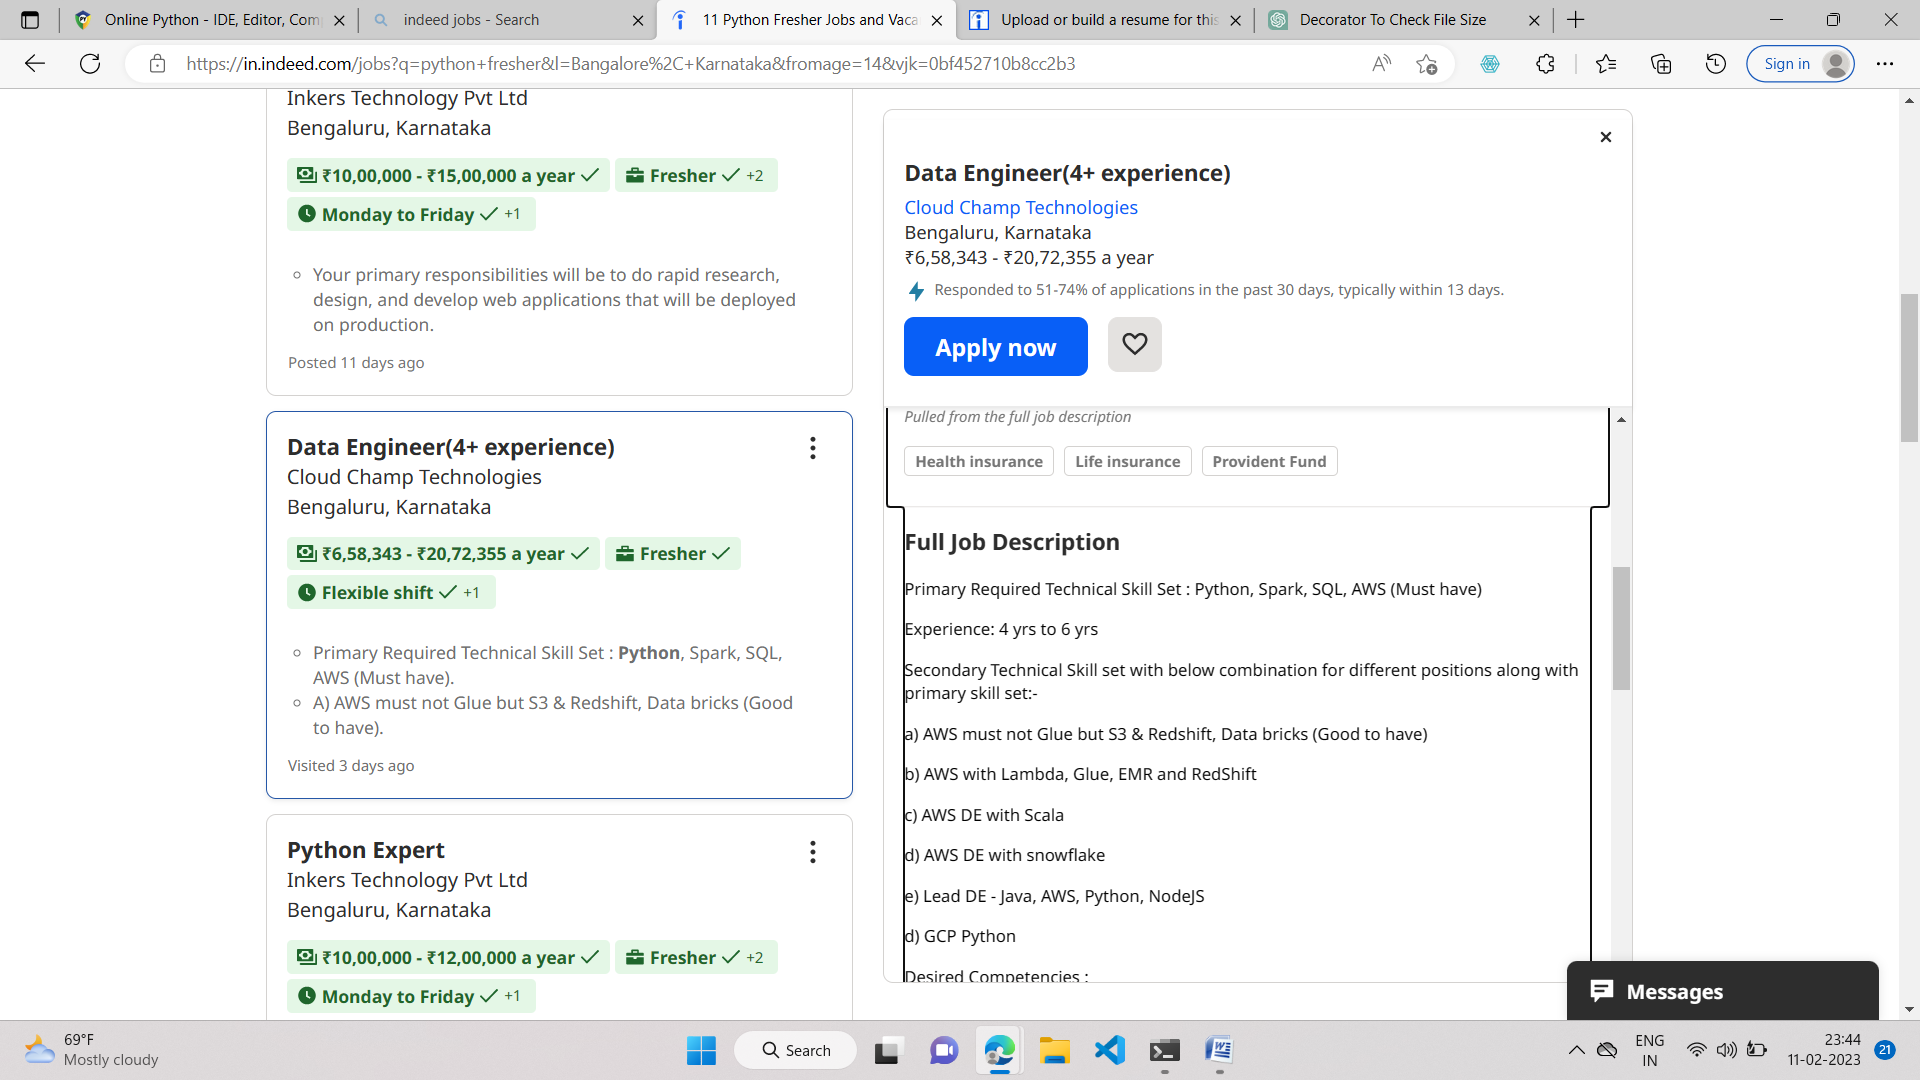 Online Python - IDE, Editor, Com
indeed jobs - Search
11 Python Fresher Jobs and Vaca
Upload or build a resume for this
Decorator To Check File Size
https://in.indeed.com/jobs?q=python+fresher&l=Bangalore%2C+Karnataka&fromage=14&vjk=0bf452710b8cc2b3
Sign in
Inkers Technology Pvt Ltd
Bengaluru, Karnataka
₹10,00,000 - ₹15,00,000 a year
Fresher +2
Monday to Friday +1
Your primary responsibilities will be to do rapid research,
design, and develop web applications that will be deployed
on production.
Posted 11 days ago
Data Engineer(4+ experience)
Cloud Champ Technologies
Bengaluru, Karnataka
₹6,58,343 - ₹20,72,355 a year
Fresher
Flexible shift +1
Primary Required Technical Skill Set : Python, Spark, SQL,
AWS (Must have).
A) AWS must not Glue but S3 & Redshift, Data bricks (Good
to have).
Visited 3 days ago
Python Expert
Inkers Technology Pvt Ltd
Bengaluru, Karnataka
₹10,00,000 - ₹12,00,000 a year
Fresher +2
Monday to Friday +1
Data Engineer(4+ experience)
Cloud Champ Technologies
Bengaluru, Karnataka
₹6,58,343 - ₹20,72,355 a year
Responded to 51-74% of applications in the past 30 days, typically within 13 days.
Apply now
Pulled from the full job description
Health insurance
Life insurance
Provident Fund
Full Job Description
Primary Required Technical Skill Set : Python, Spark, SQL, AWS (Must have)
Experience: 4 yrs to 6 yrs
Secondary Technical Skill set with below combination for different positions along with
primary skill set:-
a) AWS must not Glue but S3 & Redshift, Data bricks (Good to have)
b) AWS with Lambda, Glue, EMR and RedShift
c) AWS DE with Scala
d) AWS DE with snowflake
e) Lead DE - Java, AWS, Python, NodeJS
d) GCP Python
Desired Competencies :
Messages
69°F
Mostly cloudy
Search
ENG
IN
23:44
11-02-2023
21